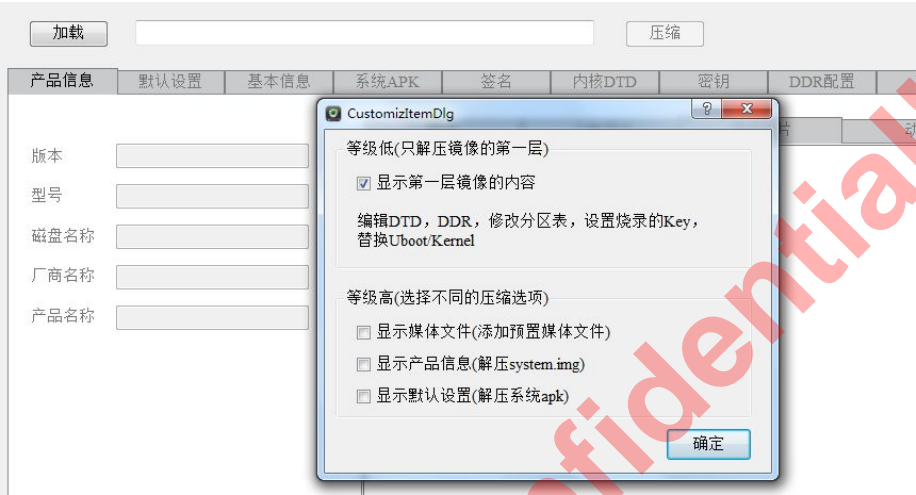 加载
压缩
产品信息 默认设置 基本信息 系统APK 签名 内核DTD 密钥 DDR配置
片 动
版本
型号
磁盘名称
厂商名称
产品名称
CustomizItemDlg
等级低(只解压镜像的第一层)
显示第一层镜像的内容
编辑DTD，DDR，修改分区表，设置烧录的Key，
替换Uboot/Kernel
等级高(选择不同的压缩选项)
显示媒体文件(添加预置媒体文件)
显示产品信息(解压system.img)
显示默认设置(解压系统apk)
确定
nfidential